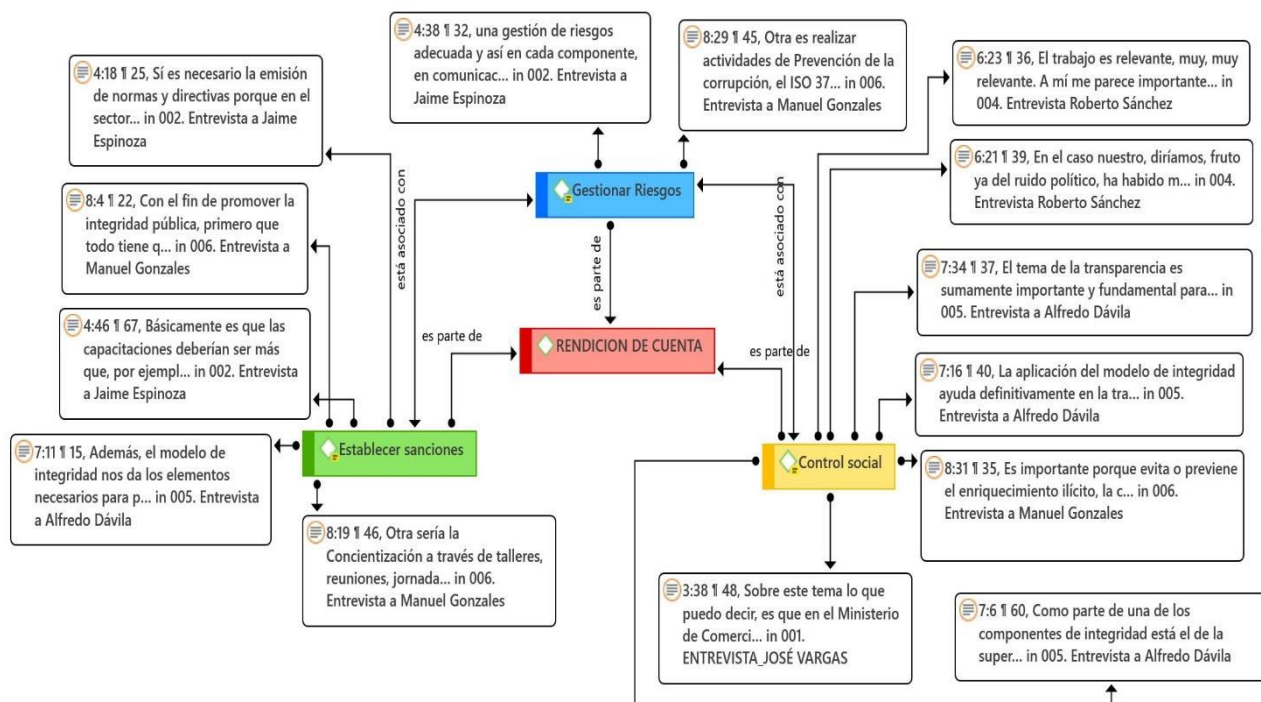 4:38 ¶ 32, una gestión de riesgos
adecuada y así en cada componente,
en comunicac... in 002. Entrevista a
Jaime Espinoza
8:29 ¶ 45, Otra es realizar
actividades de Prevención de la
corrupción, el ISO 37... in 006.
Entrevista a Manuel Gonzales
6:23 ¶ 36, El trabajo es relevante, muy, muy
relevante. A mí me parece importante... in
004. Entrevista Roberto Sánchez
4:18 ¶ 25, Sí es necesario la emisión
de normas y directivas porque en el
sector... in 002. Entrevista a Jaime
Espinoza
6:21 ¶ 39, En el caso nuestro, diríamos, fruto
ya del ruido político, ha habido m... in 004.
Entrevista Roberto Sánchez
8:4 ¶ 22, Con el fin de promover la
integridad pública, primero que
todo tiene q... in 006. Entrevista a
Manuel Gonzales
está asociado con
Gestionar Riesgos
está asociado con
es parte de
7:34 ¶ 37, El tema de la transparencia es
sumamente importante y fundamental para... in
005. Entrevista a Alfredo Dávila
4:46 ¶ 67, Básicamente es que las
capacitaciones deberían ser más
que, por ejempl... in 002. Entrevista
a Jaime Espinoza
es parte de
RENDICION DE CUENTA
es parte de
7:16 ¶ 40, La aplicación del modelo de integridad
ayuda definitivamente en la tra... in 005.
Entrevista a Alfredo Dávila
7:11 ¶ 15, Además, el modelo de
integridad nos da los elementos
necesarios para p... in 005. Entrevista
a Alfredo Dávila
Establecer sanciones
Control social
8:31 ¶ 35, Es importante porque evita o previene
el enriquecimiento ilícito, la c... in 006.
Entrevista a Manuel Gonzales
8:19 ¶ 46, Otra sería la
Concientización a través de talleres,
reuniones, jornada... in 006.
Entrevista a Manuel Gonzales
3:38 ¶ 48, Sobre este tema lo que
puedo decir, es que en el Ministerio
de Comerci... in 001.
ENTREVISTA_JOSÉ VARGAS
7:6 ¶ 60, Como parte de una de los
componentes de integridad está el de la
super... in 005. Entrevista a Alfredo Dávila